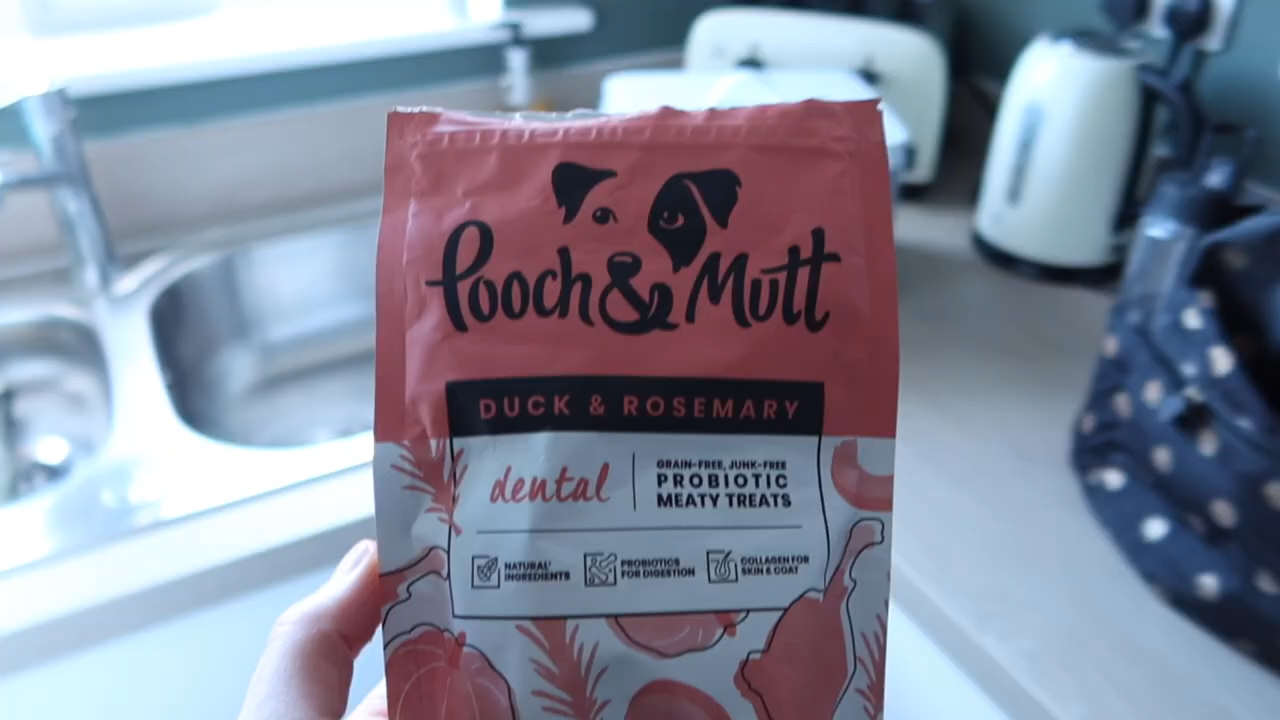 Pooch & Mutt
DUCK & ROSEMARY
dental
GRAIN-FREE, JUNK-FREE
PROBIOTIC
MEATY TREATS
NATURAL'
INGREDIENTS
PROBIOTICS
FOR DIGESTION
COLLAGEN FOR
SKIN & COAT